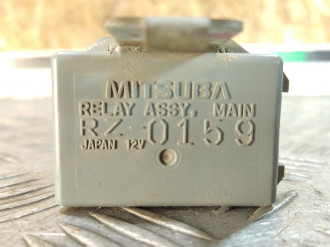 MITSUBA
RELAY ASSY, MAIN
RZ-0159
JAPAN 12V